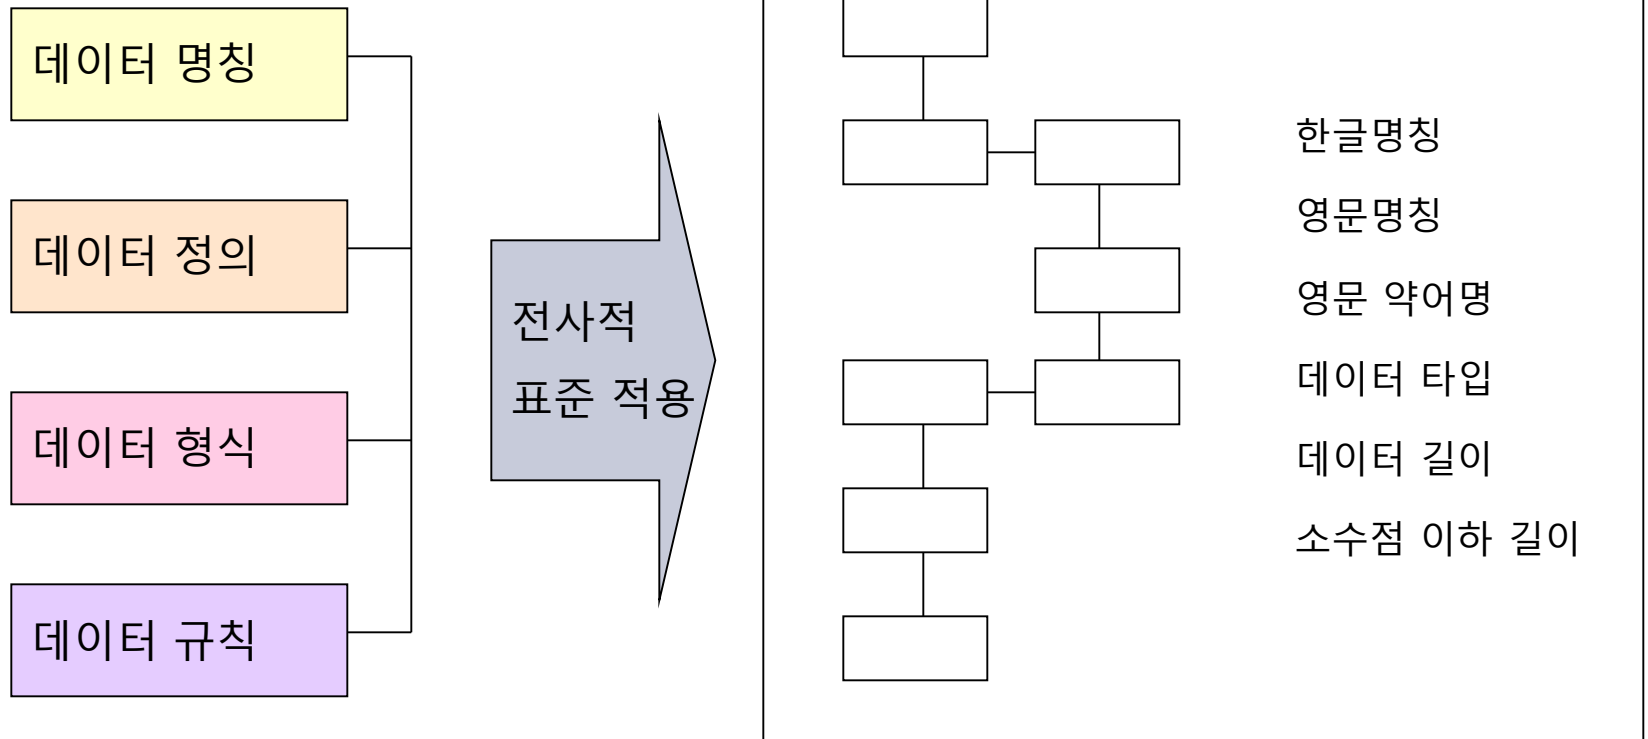 데이터 명칭
데이터 정의
데이터 형식
데이터 규칙
전사적
표준 적용
한글명칭
영문명칭
영문 약어명
데이터 타입
데이터 길이
소수점 이하 길이